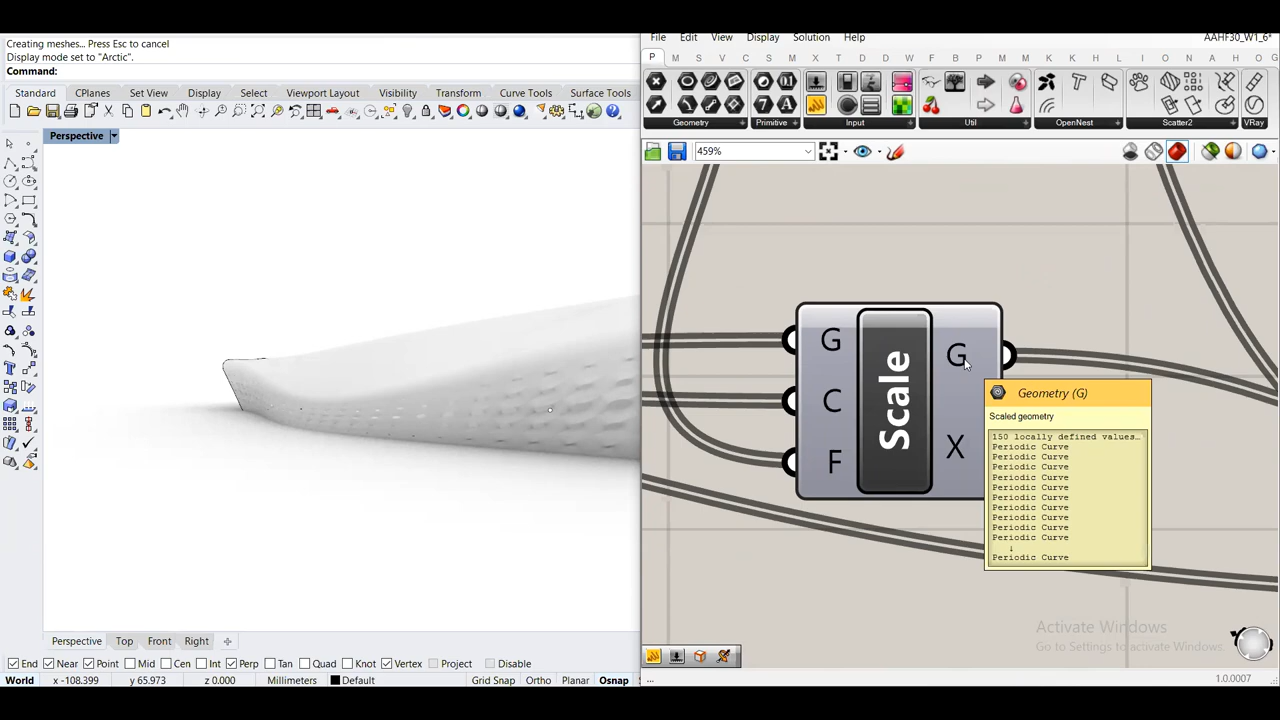 Creating meshes... Press Esc to cancel
Display mode set to "Arctic".
Command:
Standard CPlanes Set View Display Select Viewport Layout Visibility Transform Curve Tools Surface Tools
Perspective
Perspective Top Front Right
End Near Point Mid Cen Int Perp Tan Quad Knot Vertex Project Disable
World x -108.399 y 65.973 z 0.000 Millimeters Default Grid Snap Ortho Planar Osnap
File Edit View Display Solution Help AAHF30_W1_6*
P M S V C S M I T D X L N W H F B C P M D N A H G O G
Geometry Primitive Input Util OpenNest Scatter2 VRay
459%
G
C
F
Scale
G
X
Geometry (G)
Scaled geometry
150 locally defined values...
Periodic Curve
Periodic Curve
Periodic Curve
Periodic Curve
Periodic Curve
Periodic Curve
Periodic Curve
Periodic Curve
Periodic Curve
Periodic Curve
↓
Periodic Curve
Activate Windows
Go to Settings to activate Windows.
...
1.0.0007